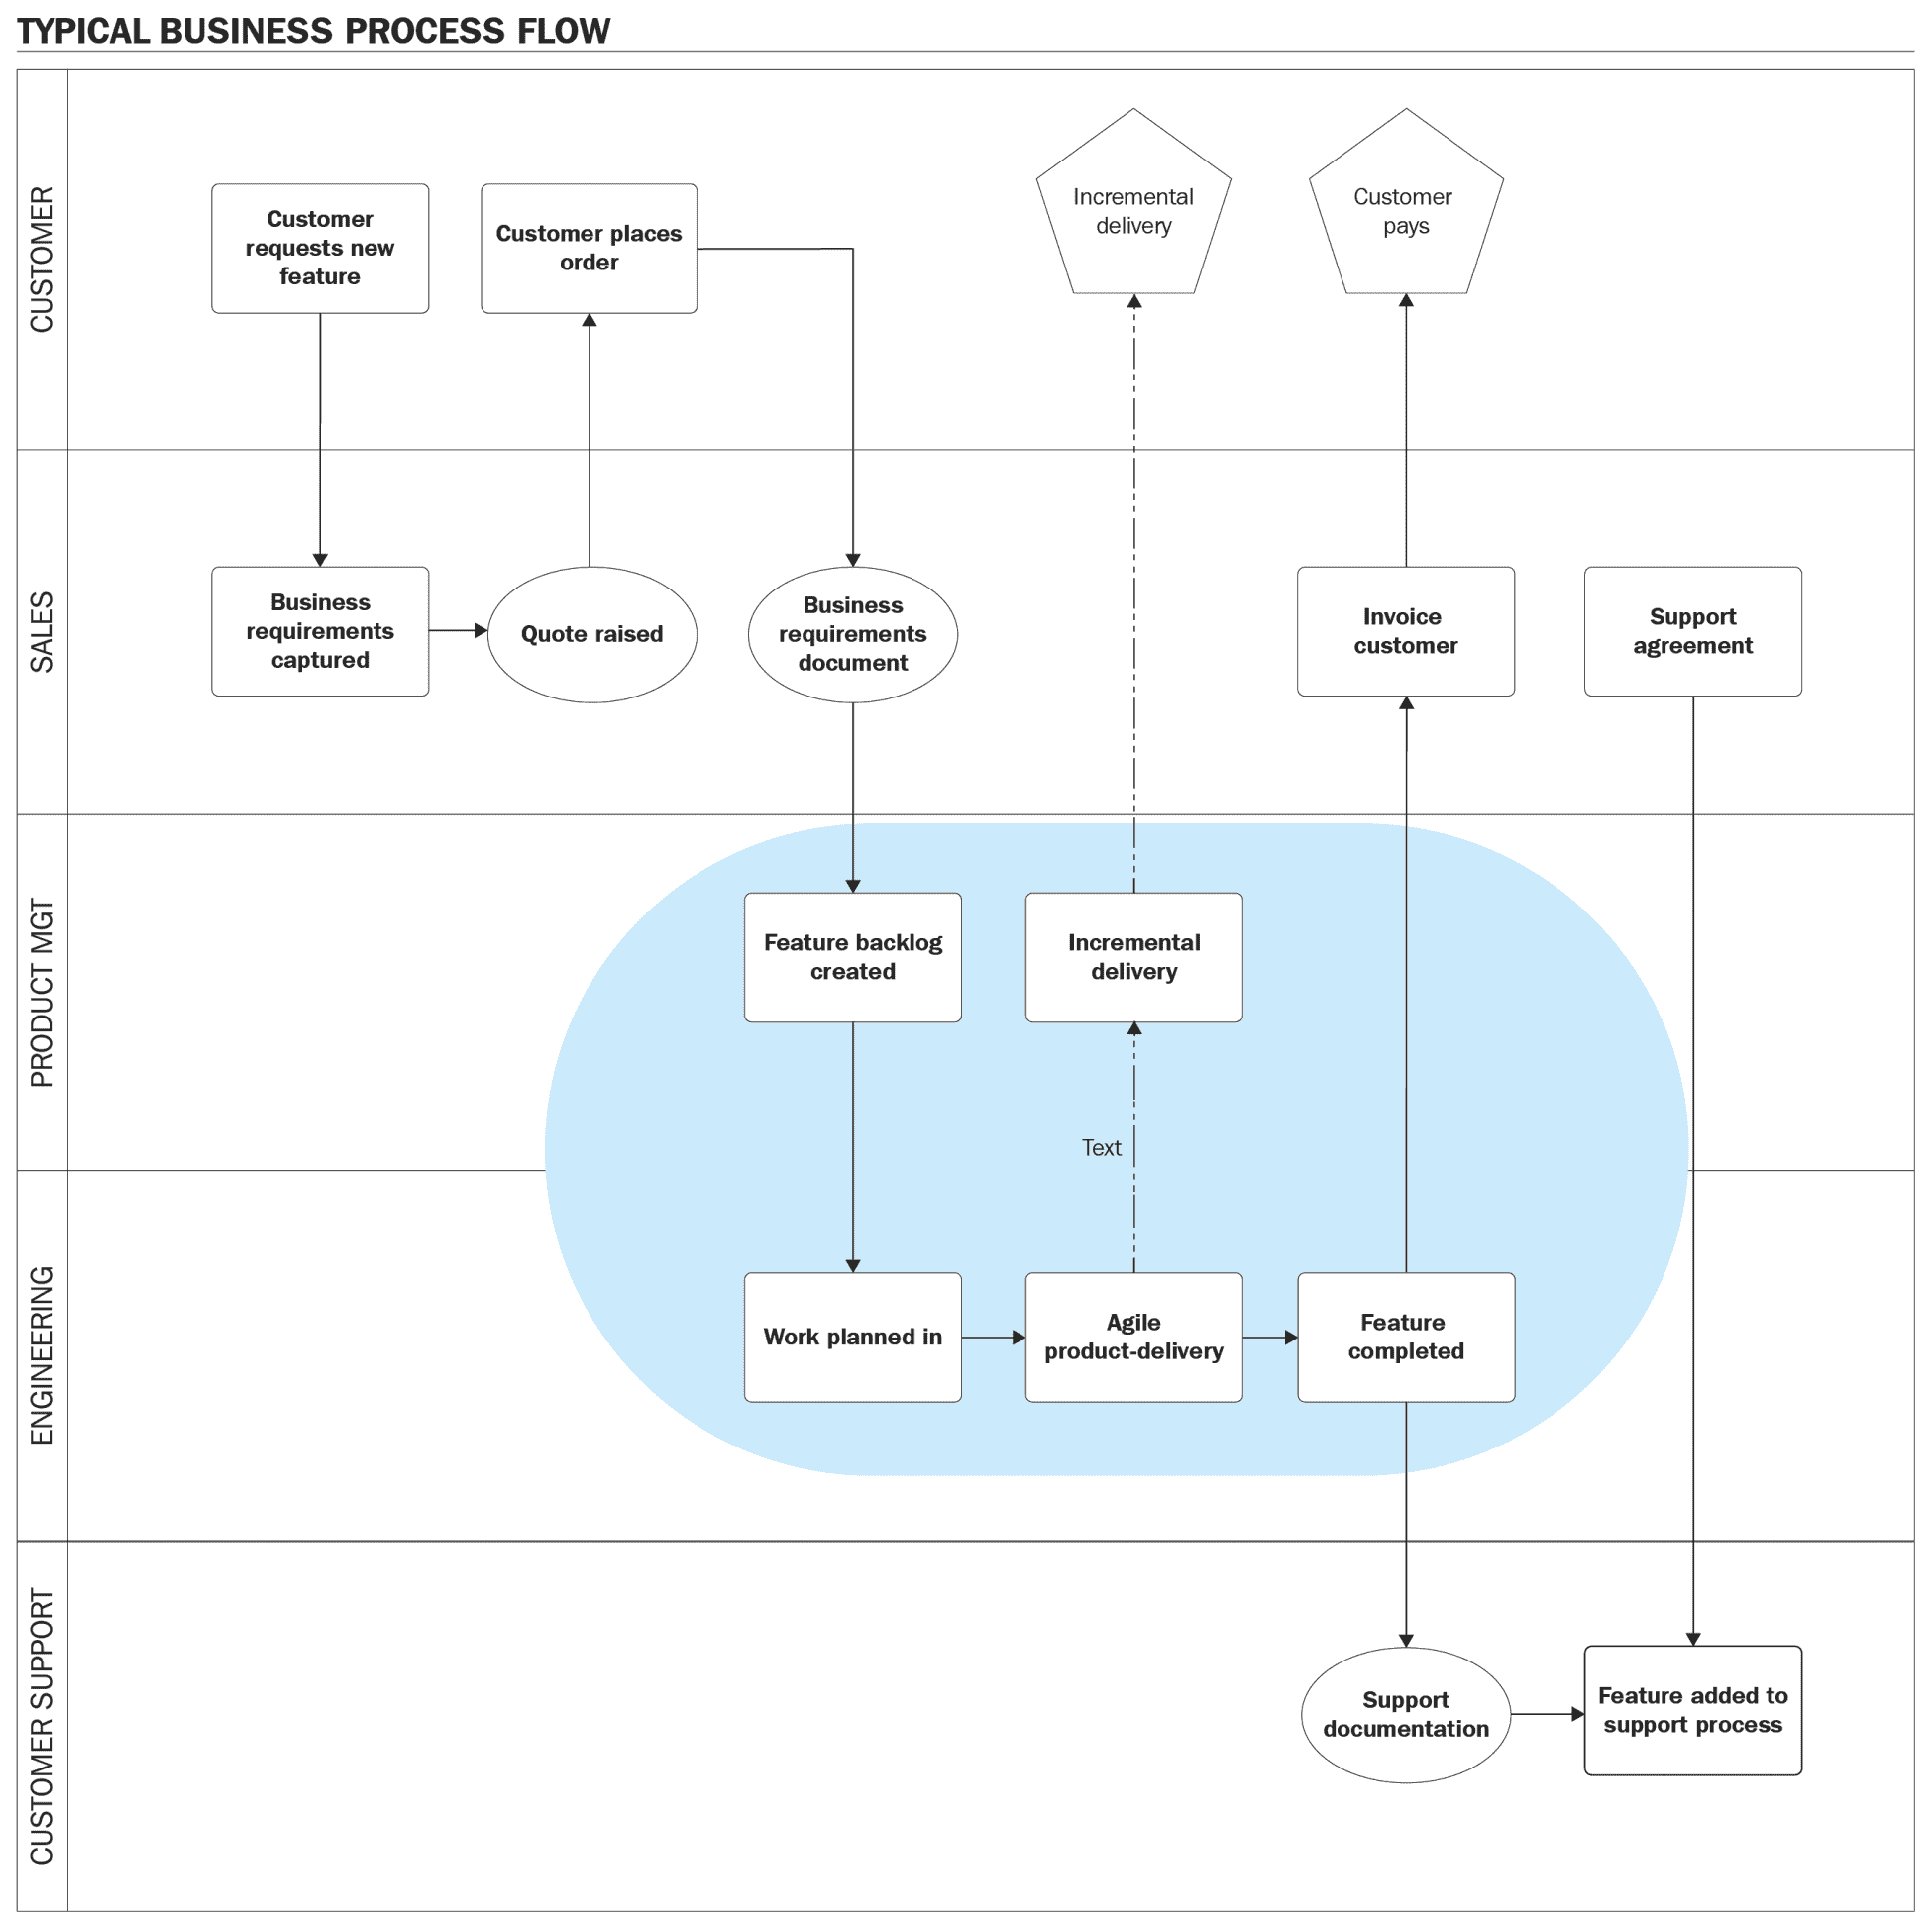 TYPICAL BUSINESS PROCESS FLOW
CUSTOMER
Customer
requests new
feature
Customer places
order
Incremental
delivery
Customer
pays
SALES
Business
requirements
captured
Quote raised
Business
requirements
document
Invoice
customer
Support
agreement
PRODUCT MGT
Feature backlog
created
Incremental
delivery
Text
ENGINEERING
Work planned in
Agile
product-delivery
Feature
completed
CUSTOMER SUPPORT
Support
documentation
Feature added to
support process